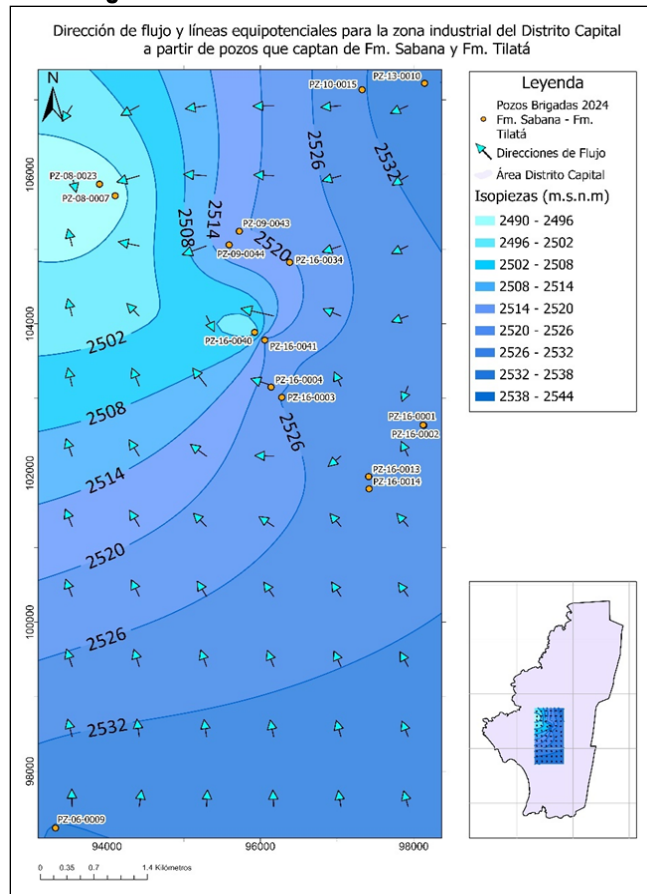 Dirección de flujo y líneas equipotenciales para la zona industrial del Distrito Capital
a partir de pozos que captan de Fm. Sabana y Fm. Tilatá
N
PZ-13-0010
PZ-10-0015
2526
2532
PZ-08-0023
PZ-08-0007
2514
2508
PZ-09-0043
2520
PZ-09-0044
PZ-16-0034
2502
PZ-16-0040
PZ-16-0041
2508
PZ-16-0004
PZ-16-0003
2526
PZ-16-0001
PZ-16-0002
2514
PZ-16-0013
PZ-16-0014
2520
2526
2532
PZ-06-0009
106000
104000
102000
100000
98000
94000
96000
98000
0 0.35 0.7 1.4 Kilómetros
Leyenda
Pozos Brigadas 2024
Fm. Sabana - Fm.
Tilatá
Direcciones de Flujo
Área Distrito Capital
Isopiezas (m.s.n.m)
2490 - 2496
2496 - 2502
2502 - 2508
2508 - 2514
2514 - 2520
2520 - 2526
2526 - 2532
2532 - 2538
2538 - 2544